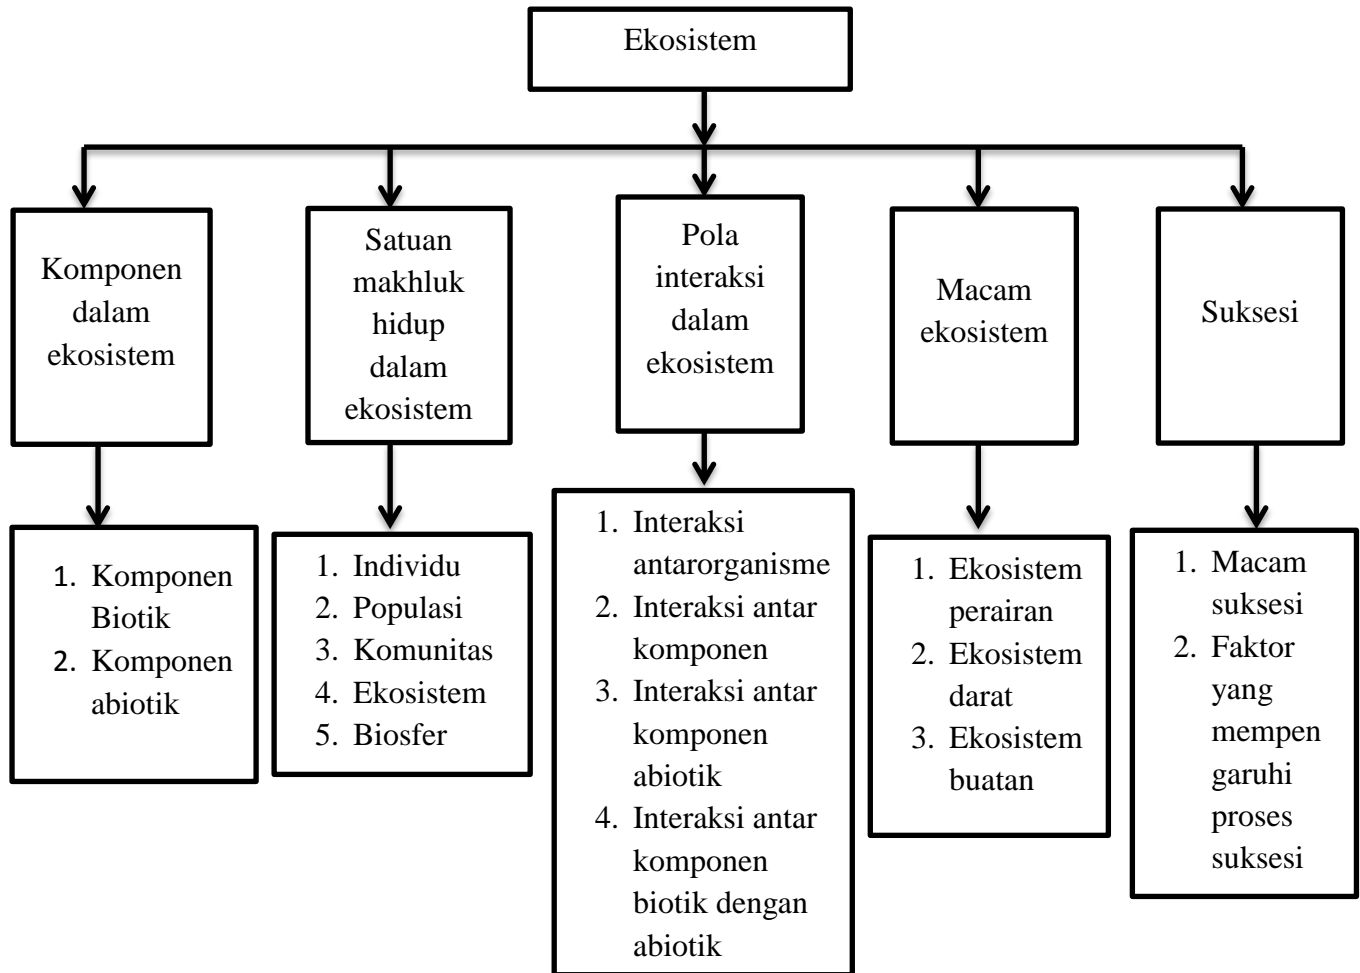 Ekosistem
Komponen
dalam
ekosistem
Satuan
makhluk
hidup
dalam
ekosistem
Pola
interaksi
dalam
ekosistem
Macam
ekosistem
Suksesi
1. Komponen
Biotik
2. Komponen
abiotik
1. Individu
2. Populasi
3. Komunitas
4. Ekosistem
5. Biosfer
1. Interaksi
antarorganisme
2. Interaksi antar
komponen
3. Interaksi antar
komponen
abiotik
4. Interaksi antar
komponen
biotik dengan
abiotik
1. Ekosistem
perairan
2. Ekosistem
darat
3. Ekosistem
buatan
1. Macam
suksesi
2. Faktor
yang
mempen
garuhi
proses
suksesi